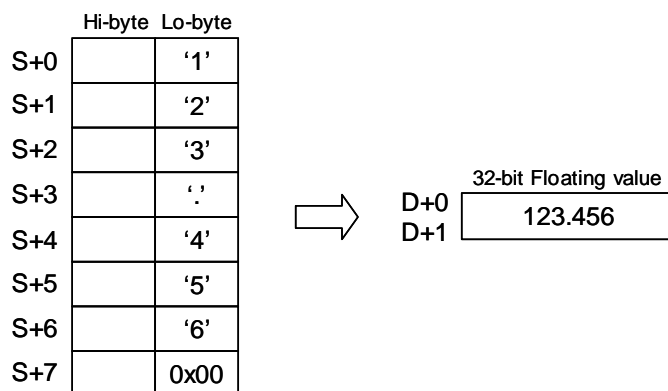 Hi-byte Lo-byte
S+0 ‘1’
S+1 ‘2’
S+2 ‘3’
S+3 ‘.’
S+4 ‘4’
S+5 ‘5’
S+6 ‘6’
S+7 0x00
32-bit Floating value
D+0
D+1
123.456